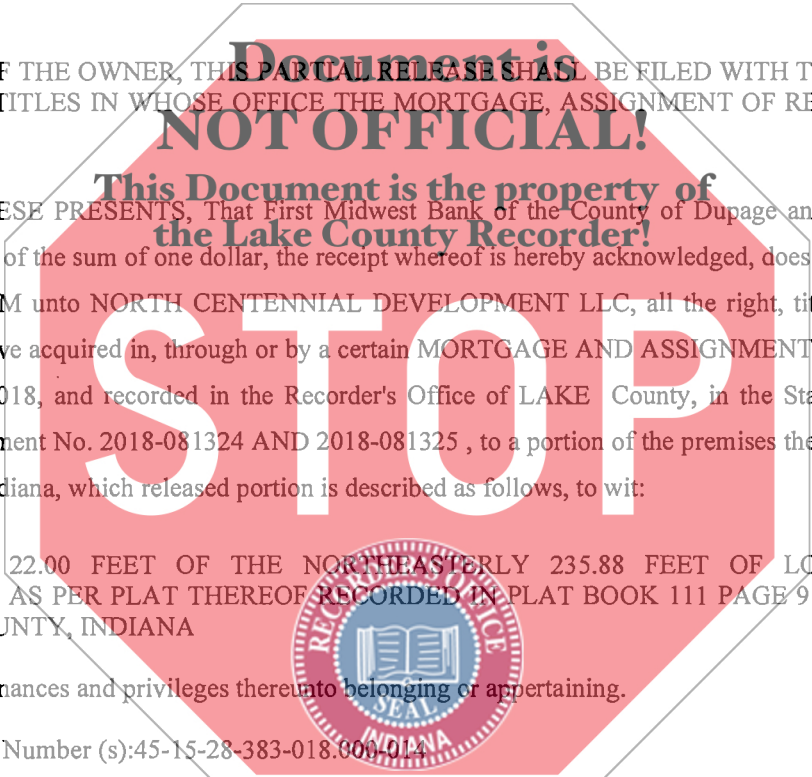 Document is
F THE OWNER, THIS PARTIAL RELEASE SHALL BE FILED WITH T
TITLES IN WHOSE OFFICE THE MORTGAGE, ASSIGNMENT OF RE
NOT OFFICIAL!
This Document is the property of
ESE PRESENTS, That First Midwest Bank of the County of Dupage an
the Lake County Recorder!
of the sum of one dollar, the receipt whereof is hereby acknowledged, does
M unto NORTH CENTENNIAL DEVELOPMENT LLC, all the right, tit
ve acquired in, through or by a certain MORTGAGE AND ASSIGNMENT
018, and recorded in the Recorder's Office of LAKE County, in the Sta
STOP
ment No. 2018-081324 AND 2018-081325 , to a portion of the premises the
diana, which released portion is described as follows, to wit:
22.00 FEET OF THE NORTHEASTERLY 235.88 FEET OF LO
AS PER PLAT THEREOF RECORDED IN PLAT BOOK 111 PAGE 9
UNTY, INDIANA
RECORDER'S OFFICE
nances and privileges thereunto belonging or appertaining.
SEAL
INDIANA
Number (s):45-15-28-383-018.000-014